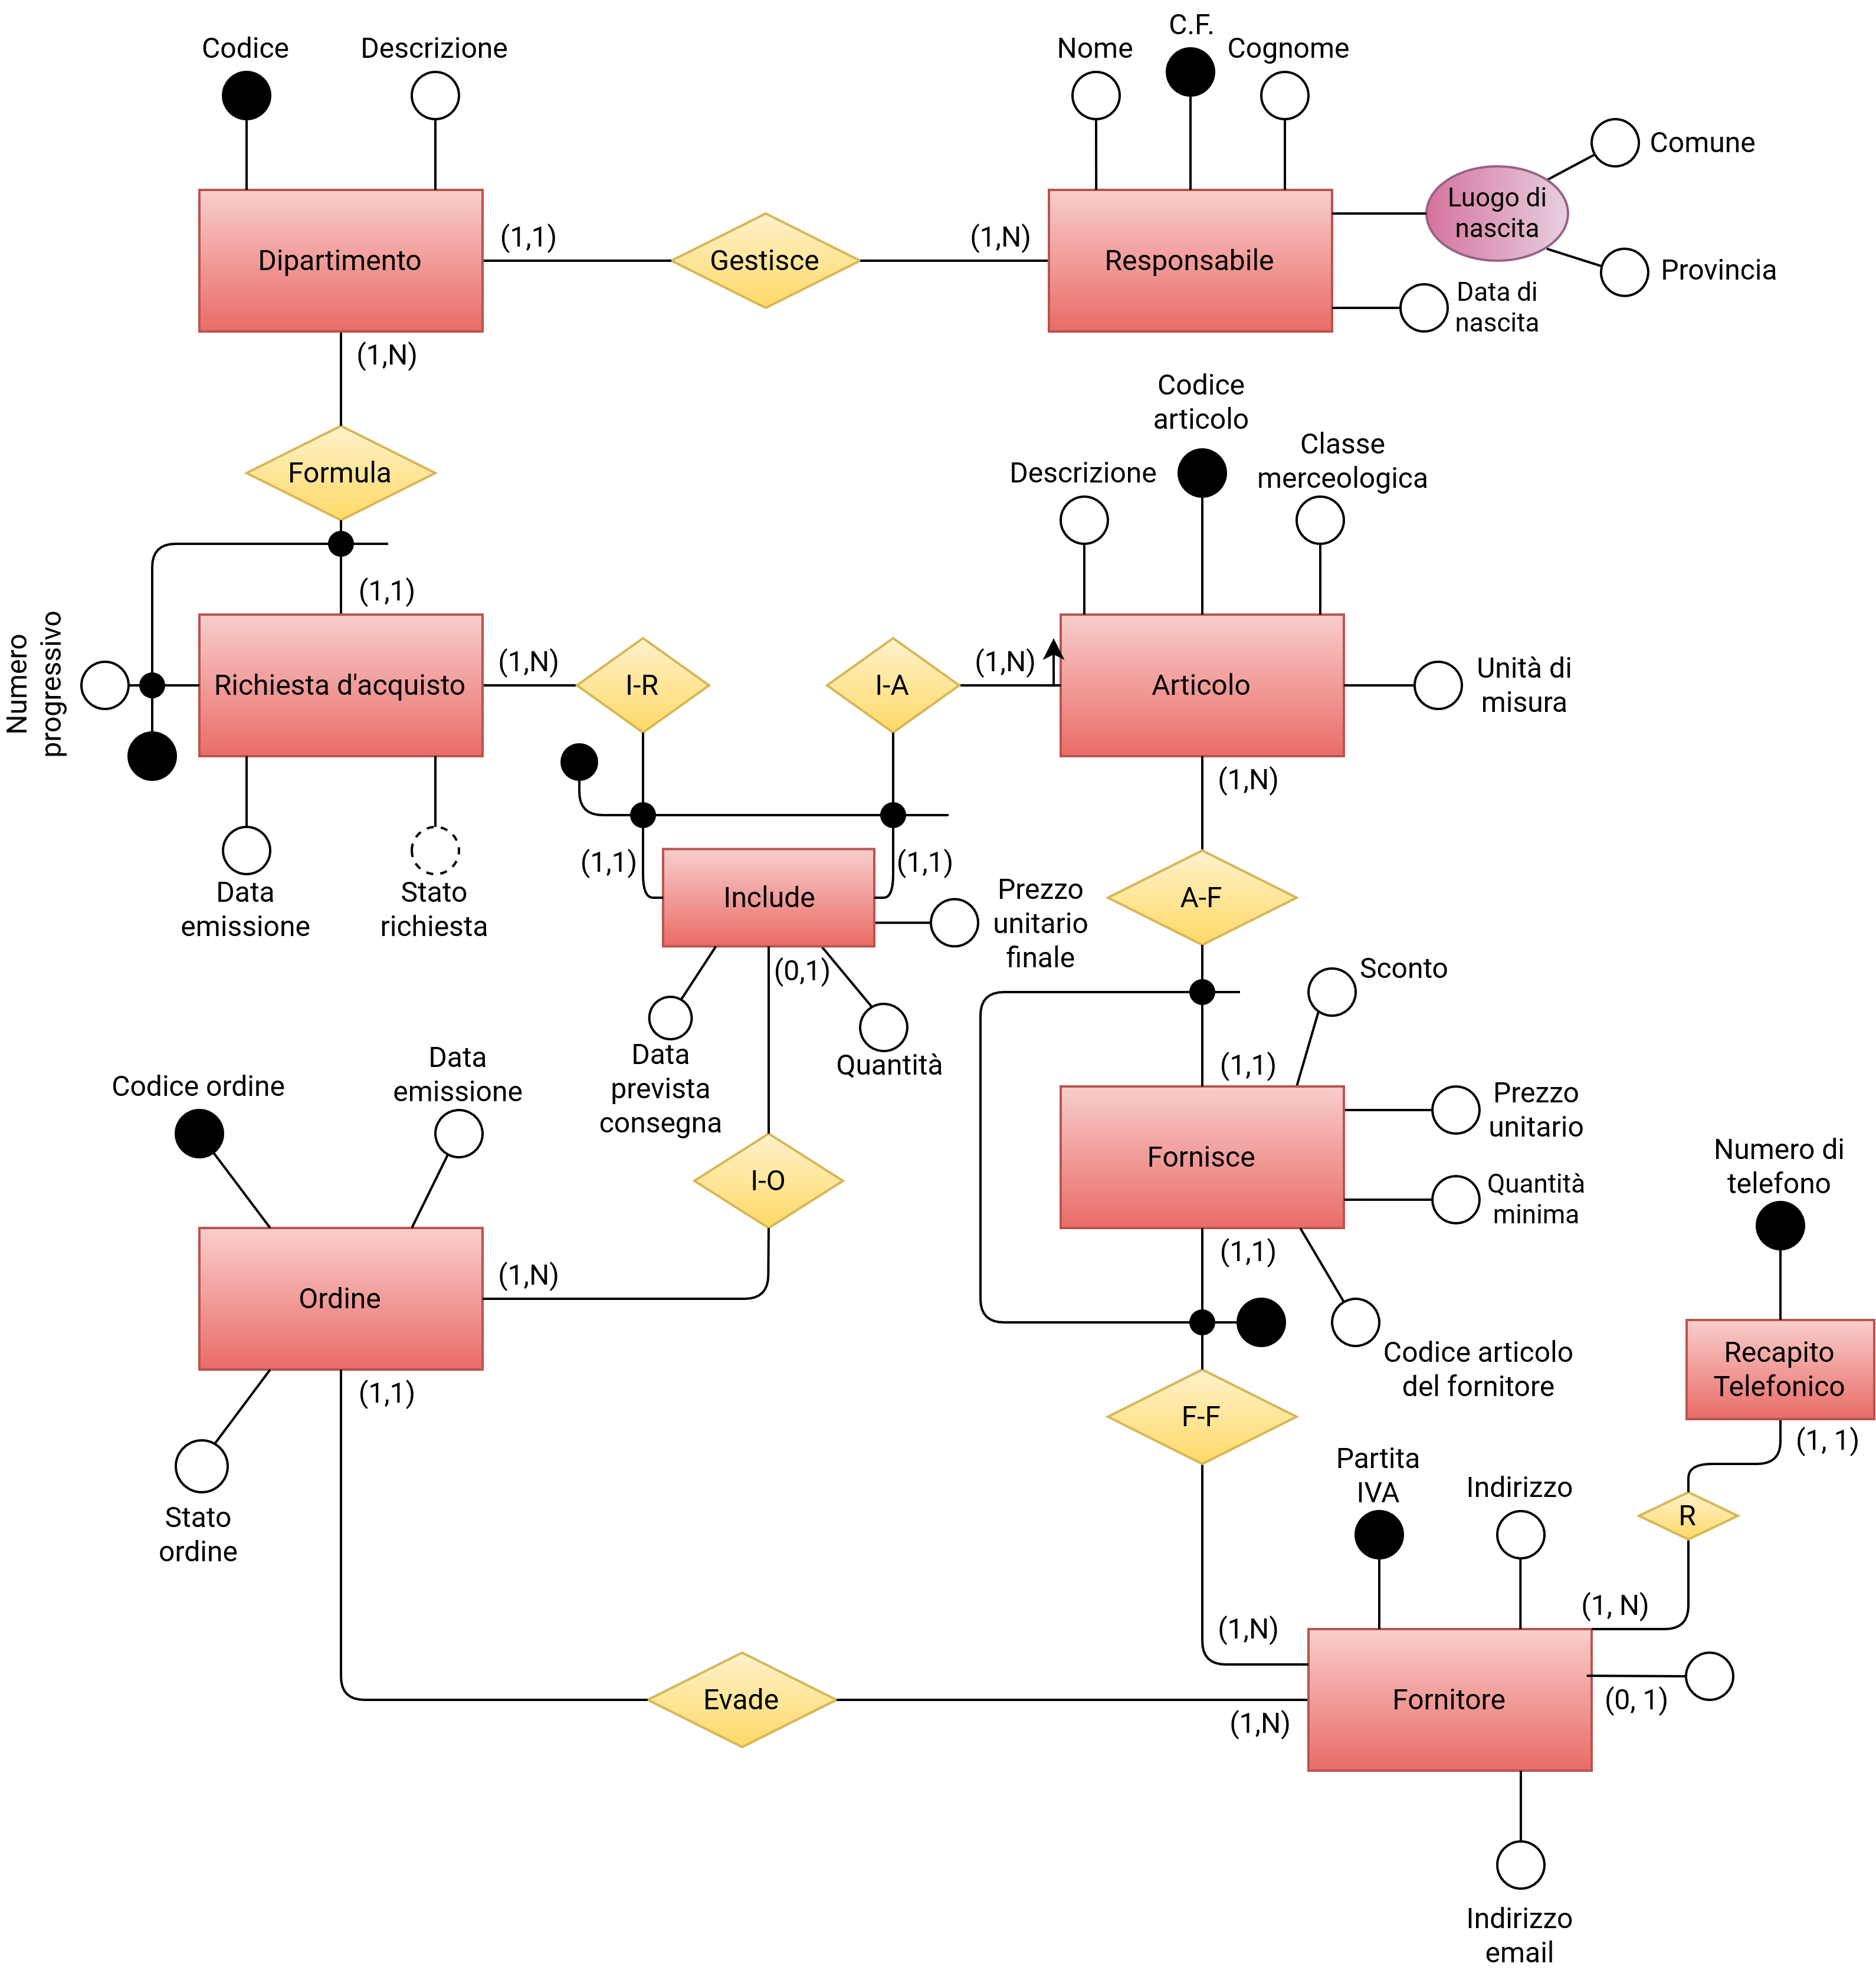 Codice
Descrizione
Nome
C.F.
Cognome
Comune
Luogo di
nascita
Provincia
Data di
nascita
Dipartimento
(1,1)
Gestisce
(1,N)
Responsabile
(1,N)
Formula
(1,1)
Numero
progressivo
Richiesta d'acquisto
(1,N)
I-R
I-A
(1,N)
Codice
articolo
Descrizione
Classe
merceologica
Articolo
Unità di
misura
(1,N)
Data
emissione
Stato
richiesta
(1,1)
(1,1)
Include
Prezzo
unitario
finale
(0,1)
Data
prevista
consegna
Quantità
A-F
Sconto
(1,1)
Fornisce
Prezzo
unitario
Quantità
minima
(1,1)
Codice articolo
del fornitore
Codice ordine
Data
emissione
I-O
Ordine
(1,N)
(1,1)
Stato
ordine
F-F
Numero di
telefono
Recapito
Telefonico
(1, 1)
R
Partita
IVA
Indirizzo
(1, N)
(1,N)
Evade
(1,N)
Fornitore
(0, 1)
Indirizzo
email